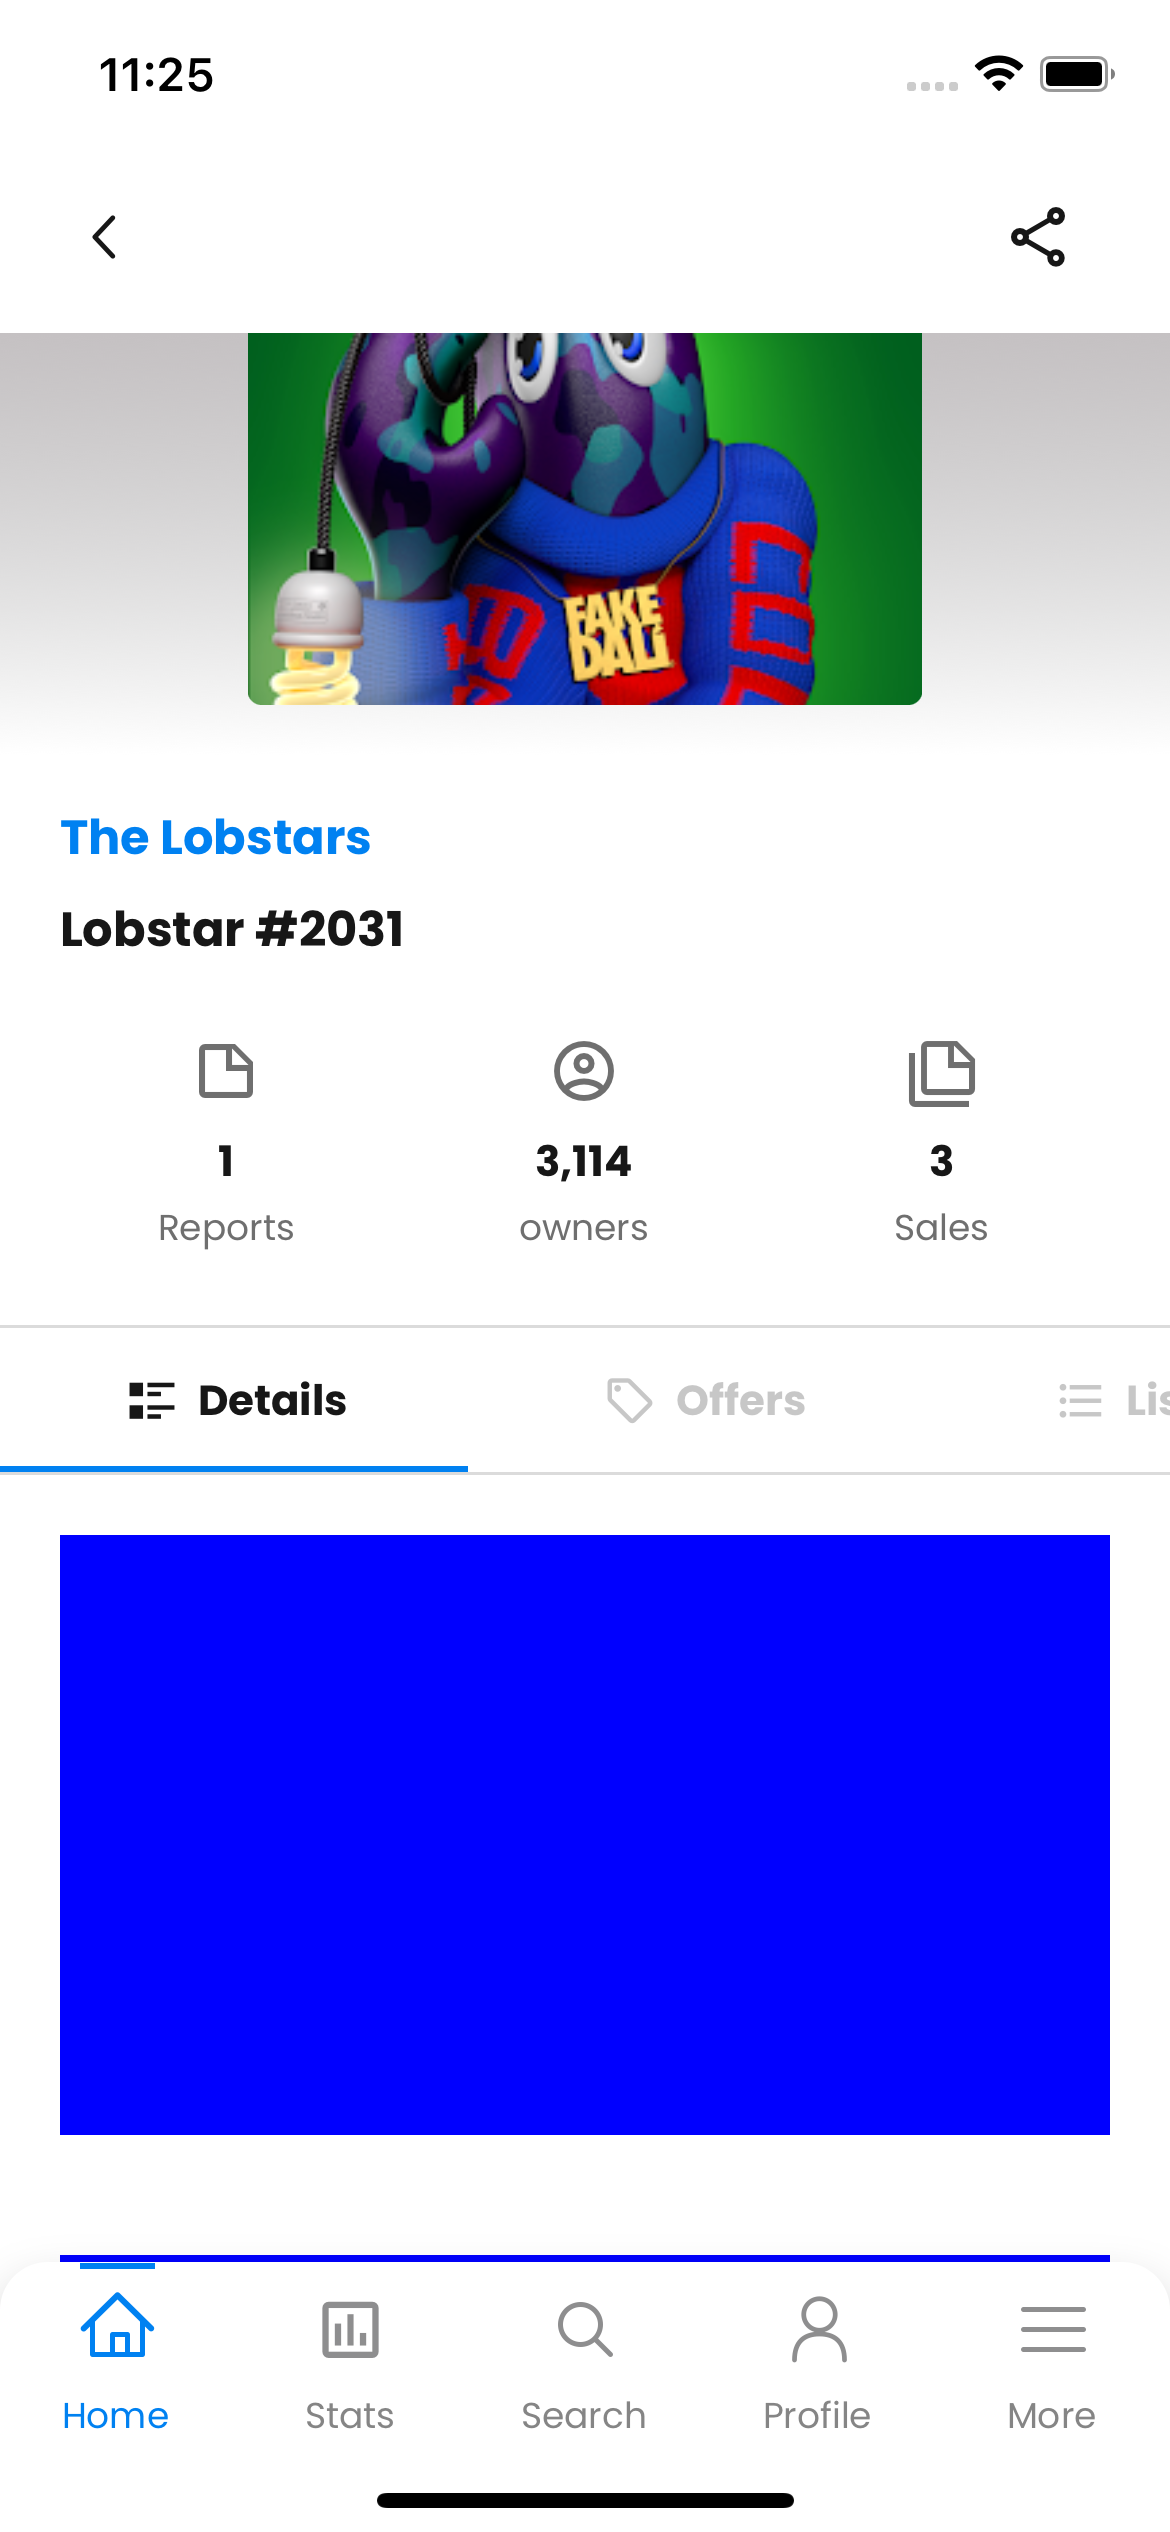 11:25
FAKE
DALi
The Lobstars
Lobstar #2031
1
3,114
3
Reports
owners
Sales
Details
Offers
Lis
Home
Stats
Search
Profile
More